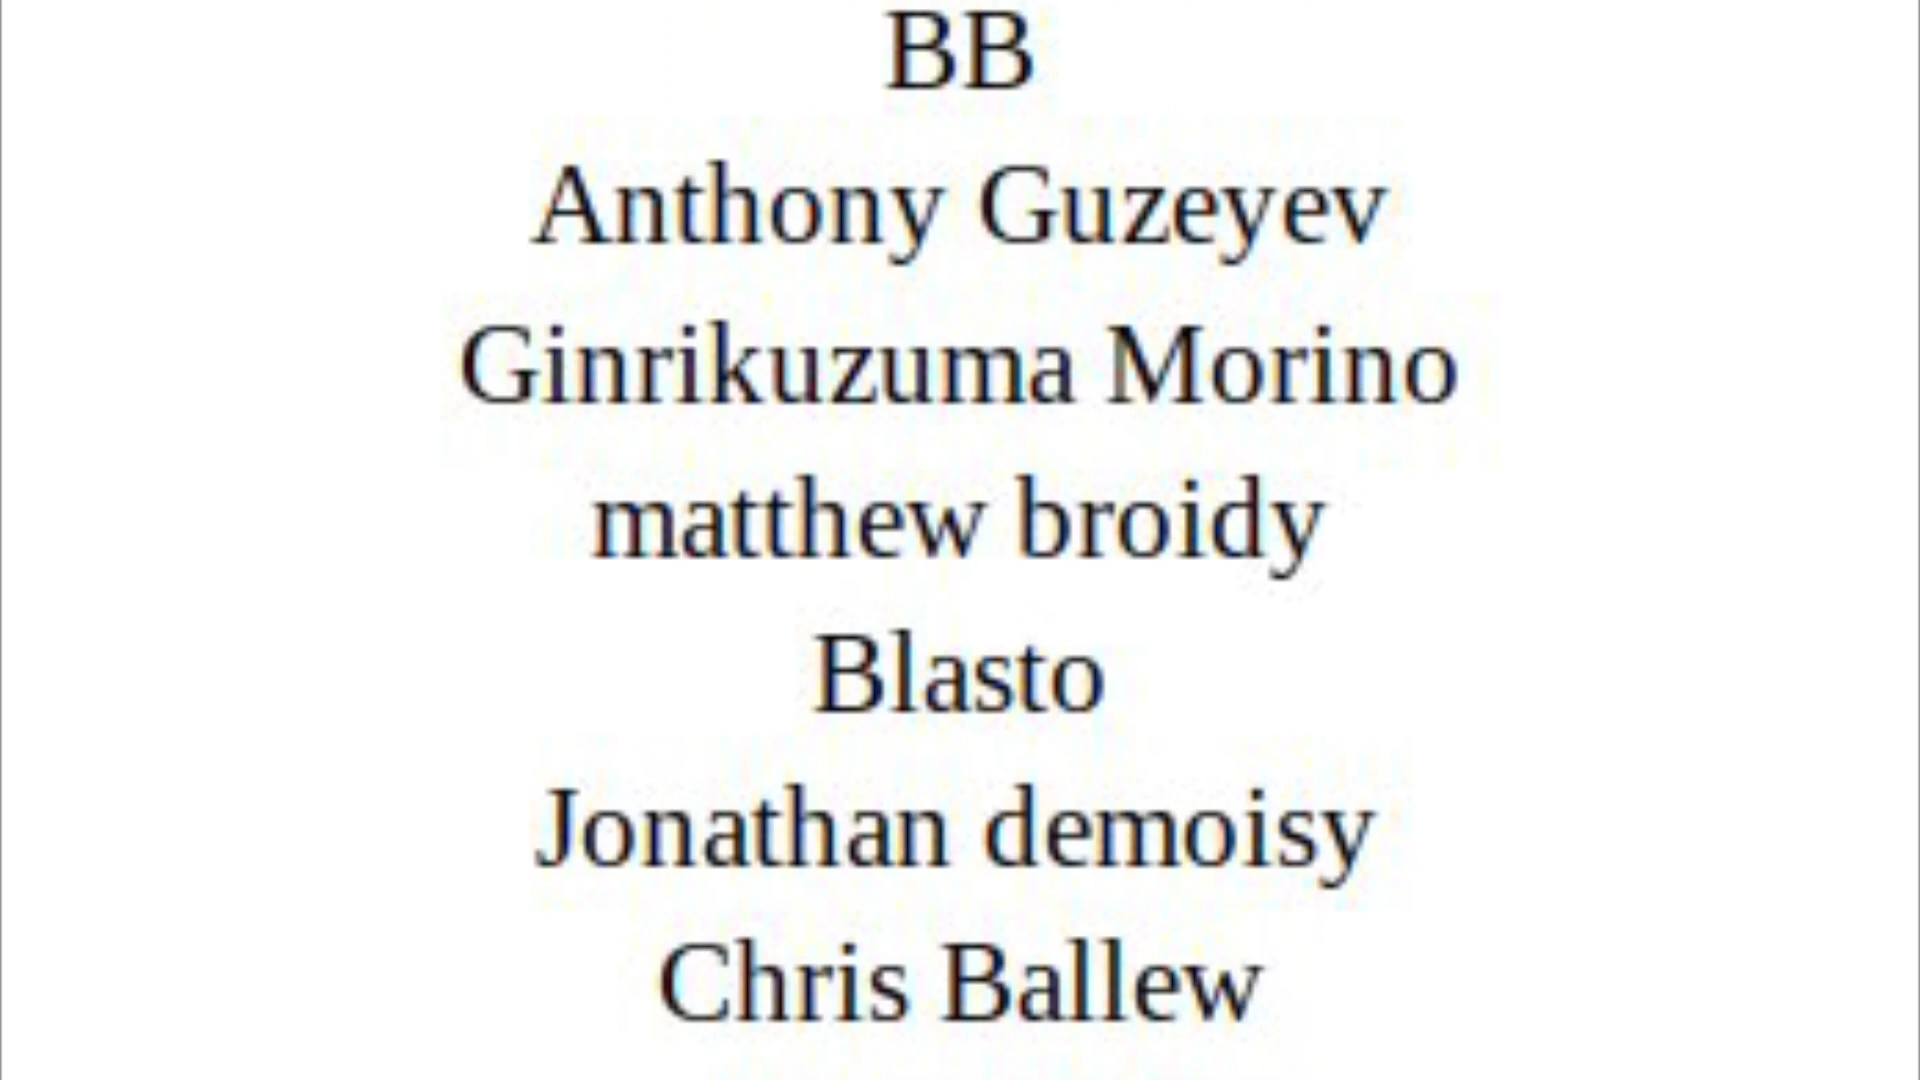 BB
Anthony Guzeyev
Ginrikuzuma Morino
matthew broidy
Blasto
Jonathan demoisy
Chris Ballew